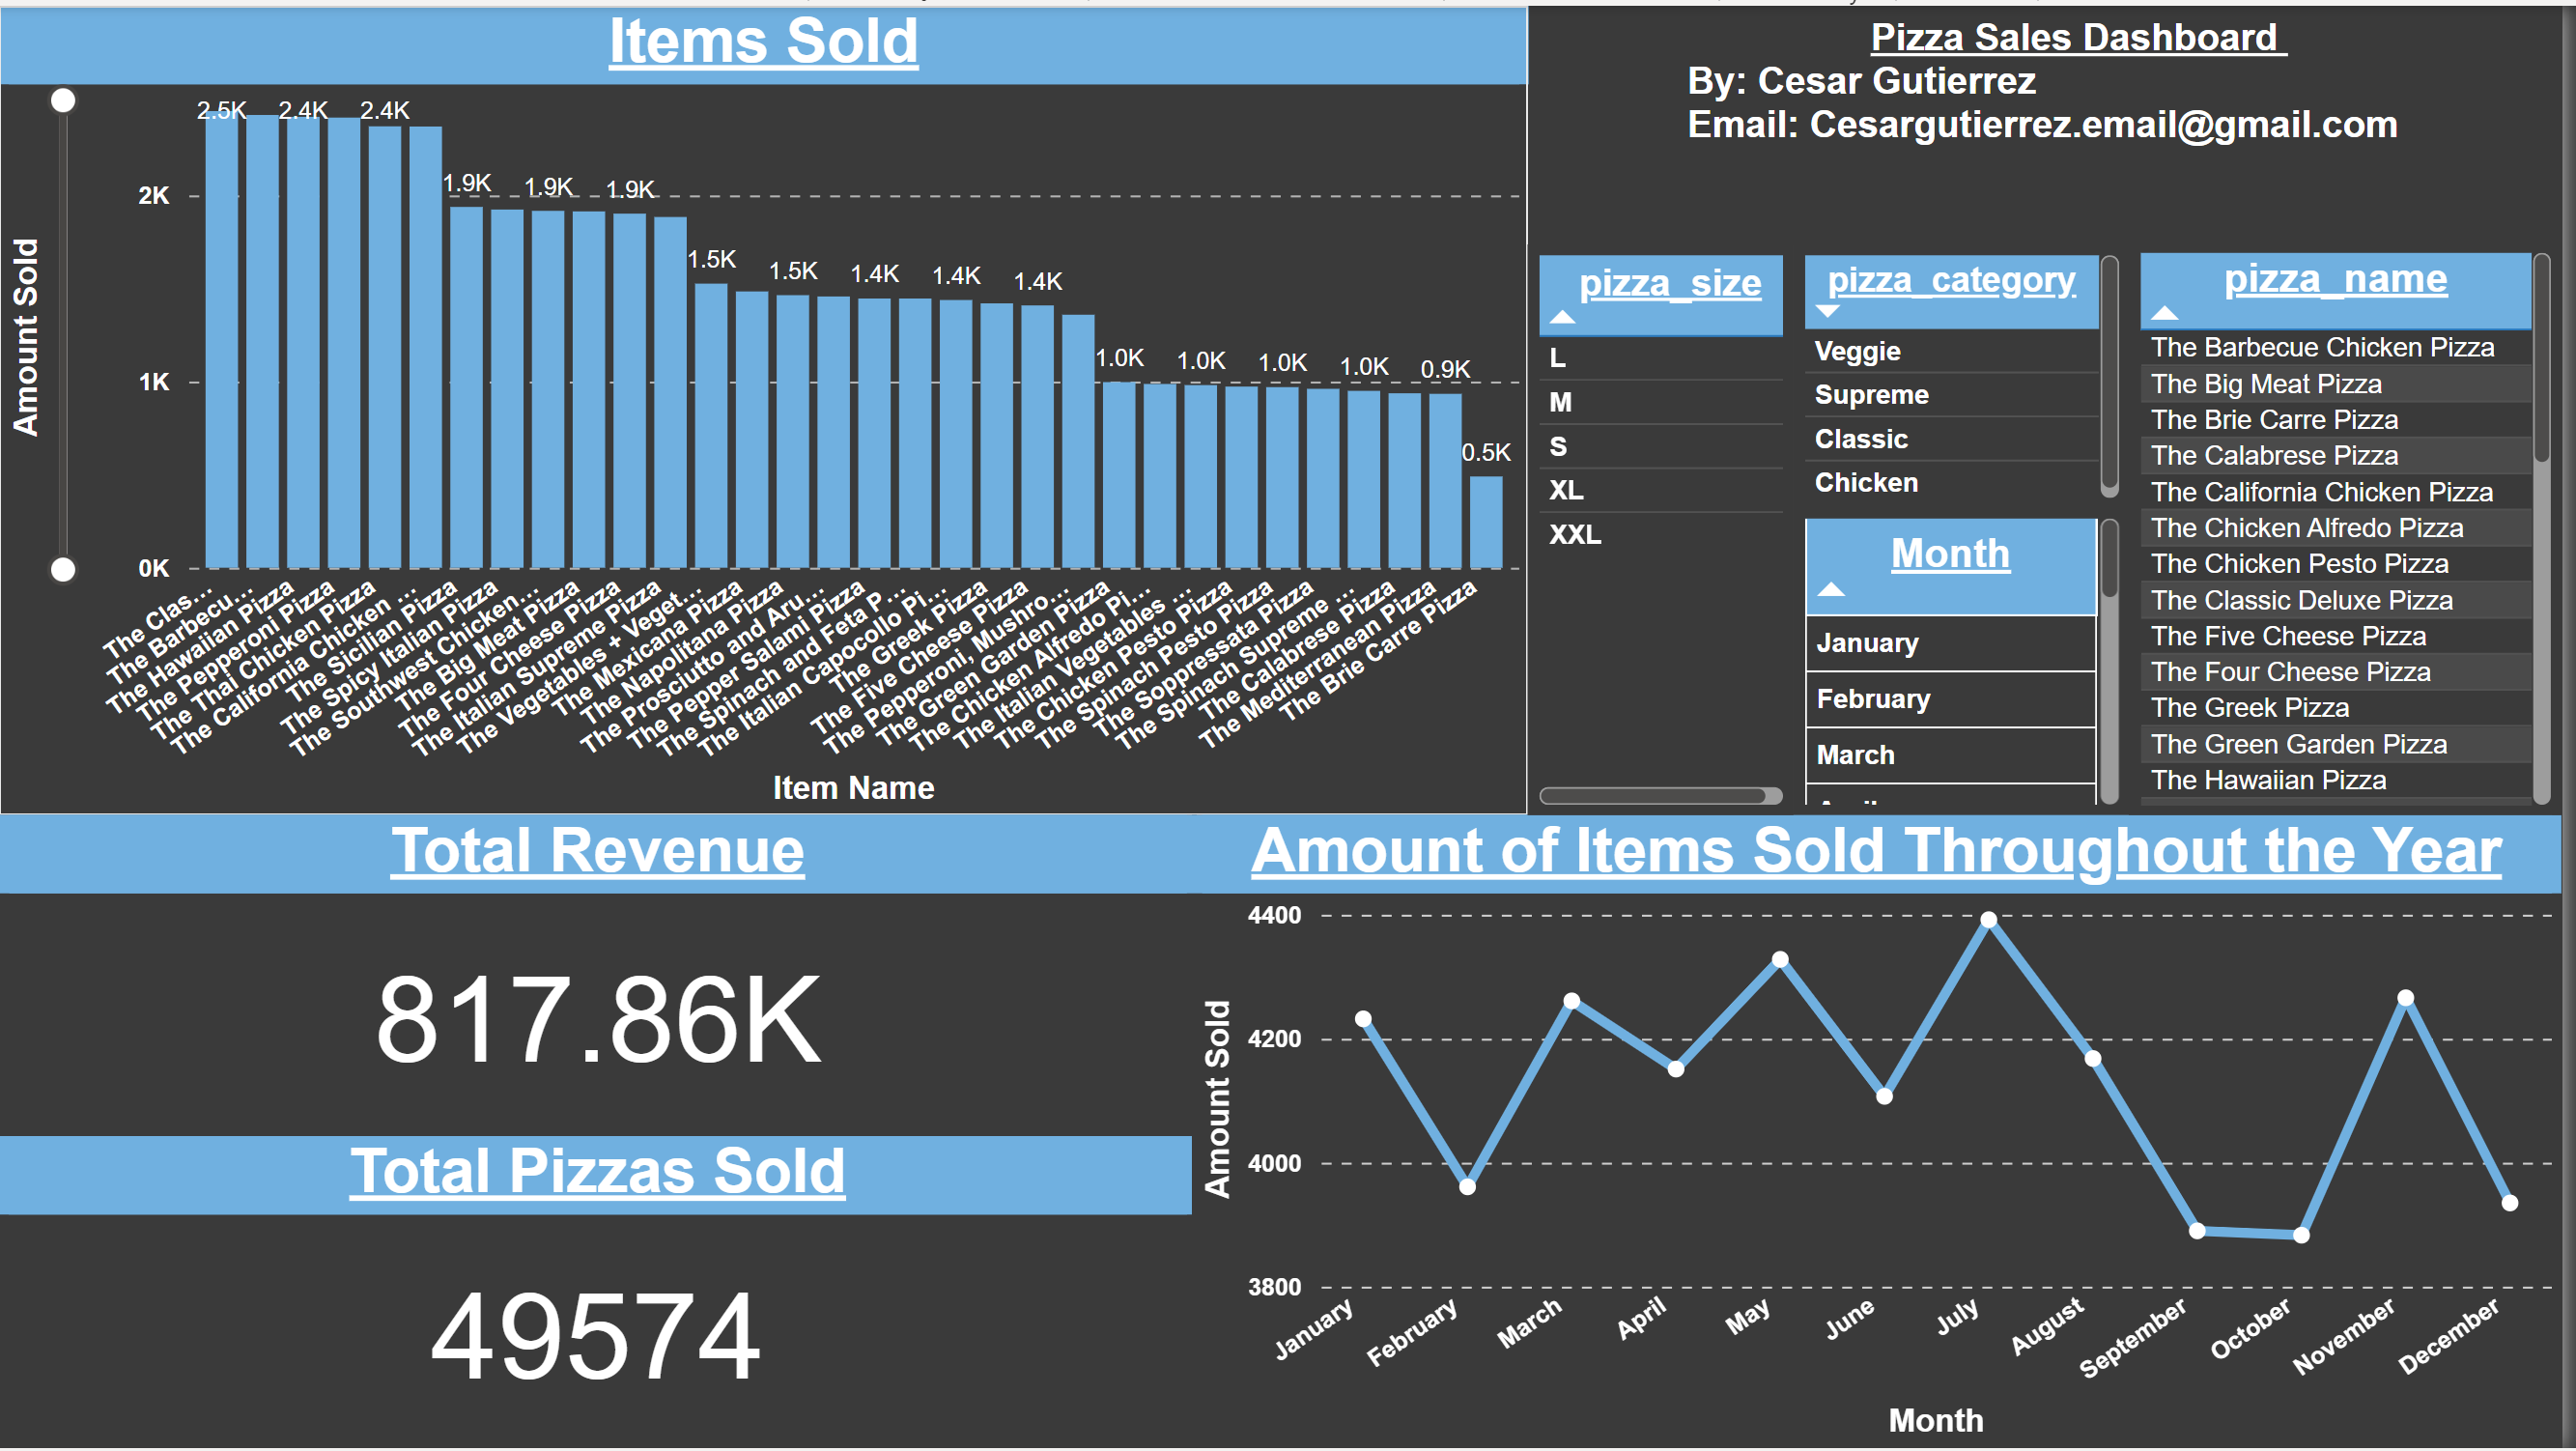 Items Sold
Amount Sold
2K
1K
0K
2.5K
2.4K
2.4K
1.9K
1.9K
1.9K
1.5K
1.5K
1.4K
1.4K
1.4K
1.0K
1.0K
1.0K
1.0K
0.9K
0.5K
The Clas...
The Barbecu...
The Hawaiian Pizza
The Pepperoni Pizza
The Thai Chicken Pizza
The California Chicken ...
The Sicilian Pizza
The Spicy Italian Pizza
The Southwest Chicken...
The Big Meat Pizza
The Four Cheese Pizza
The Italian Supreme Pizza
The Vegetables + Veget...
The Mexicana Pizza
The Napolitana Pizza
The Prosciutto and Aru...
The Pepper Salami Pizza
The Spinach and Feta P...
The Italian Capocollo Pi...
The Greek Pizza
The Five Cheese Pizza
The Pepperoni, Mushro...
The Green Garden Pizza
The Chicken Alfredo Pi...
The Italian Vegetables ...
The Chicken Pesto Pizza
The Spinach Pesto Pizza
The Soppressata Pizza
The Spinach Supreme ...
The Calabrese Pizza
The Mediterranean Pizza
The Brie Carre Pizza
Item Name
Pizza Sales Dashboard
By: Cesar Gutierrez
Email: Cesargutierrez.email@gmail.com
pizza_size
L
M
S
XL
XXL
pizza_category
Veggie
Supreme
Classic
Chicken
Month
January
February
March
pizza_name
The Barbecue Chicken Pizza
The Big Meat Pizza
The Brie Carre Pizza
The Calabrese Pizza
The California Chicken Pizza
The Chicken Alfredo Pizza
The Chicken Pesto Pizza
The Classic Deluxe Pizza
The Five Cheese Pizza
The Four Cheese Pizza
The Greek Pizza
The Green Garden Pizza
The Hawaiian Pizza
Total Revenue
817.86K
Total Pizzas Sold
49574
Amount of Items Sold Throughout the Year
Amount Sold
4400
4200
4000
3800
January
February
March
April
May
June
July
August
September
October
November
December
Month